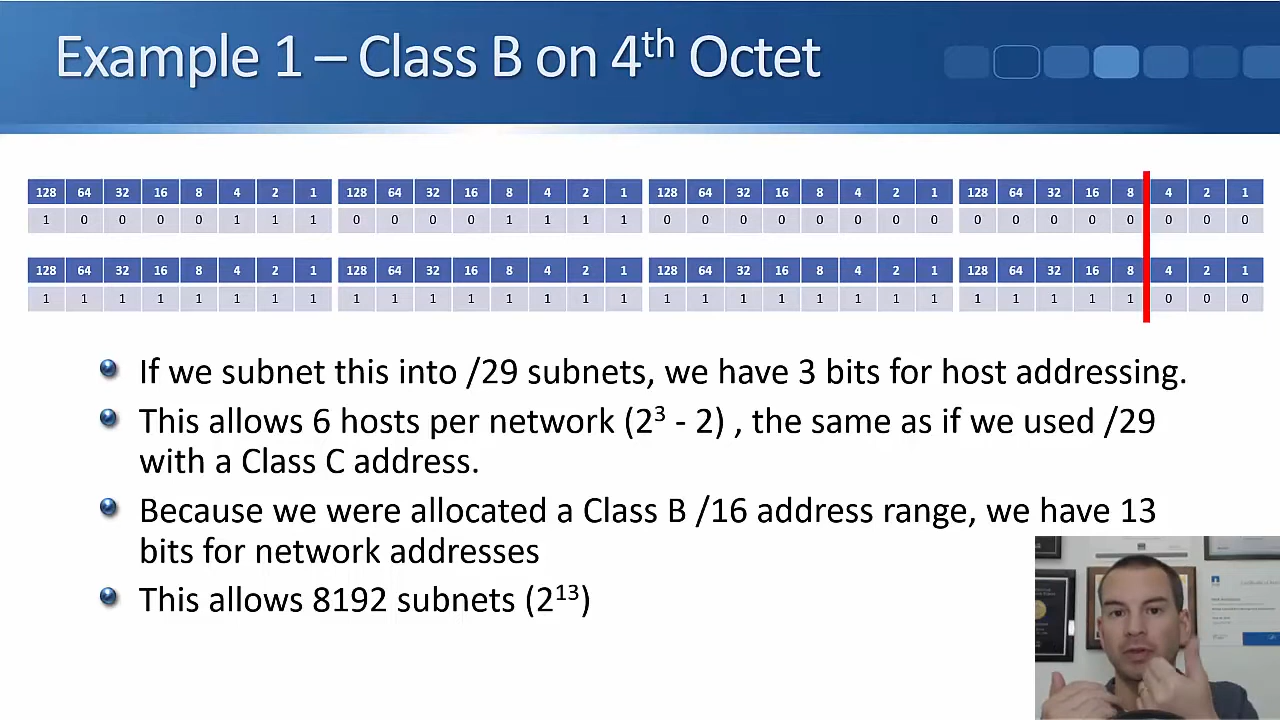 Example 1 – Class B on 4th Octet
128 64 32 16 8 4 2 1 128 64 32 16 8 4 2 1 128 64 32 16 8 4 2 1 128 64 32 16 8 4 2 1
1 0 0 0 0 1 1 1 0 0 0 0 1 1 1 1 0 0 0 0 0 0 0 0 0 0 0 0 0 0 0 0
128 64 32 16 8 4 2 1 128 64 32 16 8 4 2 1 128 64 32 16 8 4 2 1 128 64 32 16 8 4 2 1
1 1 1 1 1 1 1 1 1 1 1 1 1 1 1 1 1 1 1 1 1 1 1 1 1 1 1 1 1 0 0 0
If we subnet this into /29 subnets, we have 3 bits for host addressing.
This allows 6 hosts per network (2³ - 2) , the same as if we used /29
with a Class C address.
Because we were allocated a Class B /16 address range, we have 13
bits for network addresses
This allows 8192 subnets (2¹³)